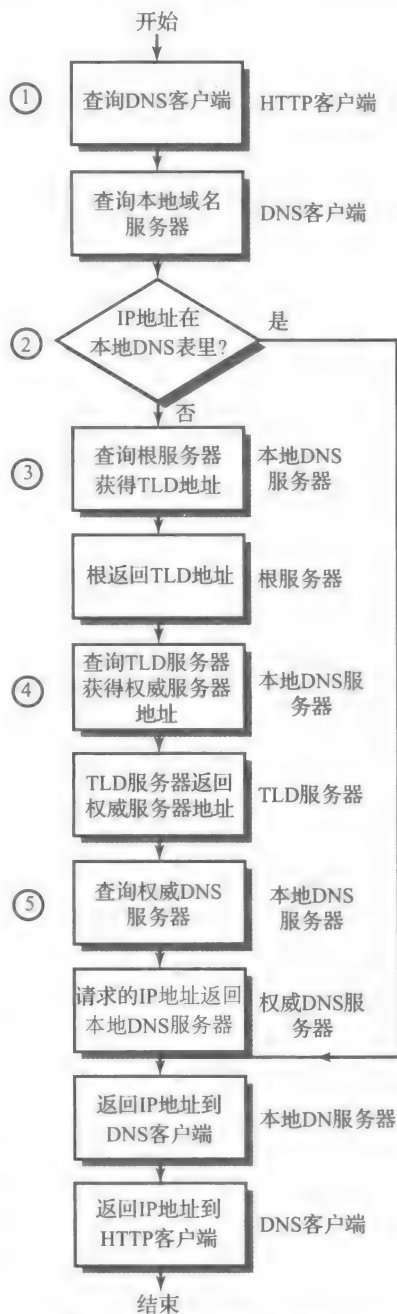 开始
①
查询DNS客户端
HTTP客户端
查询本地域名
服务器
DNS客户端
②
IP地址在
本地DNS表里?
是
否
③
查询根服务器
获得TLD地址
本地DNS
服务器
根返回TLD地址
根服务器
④
查询TLD服务器
获得权威服务器
地址
本地DNS服
务器
TLD服务器返回
权威服务器地址
TLD服务器
⑤
查询权威DNS
服务器
本地DNS
服务器
请求的IP地址返回
本地DNS服务器
权威DNS服
务器
返回IP地址到
DNS客户端
本地DN服务器
返回IP地址到
HTTP客户端
DNS客户端
结束